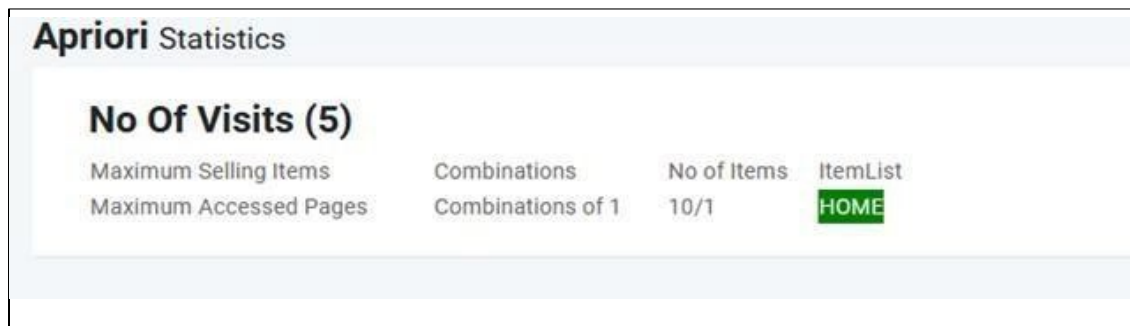 Apriori Statistics
No Of Visits (5)
Maximum Selling Items Combinations No of Items ItemList
Maximum Accessed Pages Combinations of 1 10/1 HOME